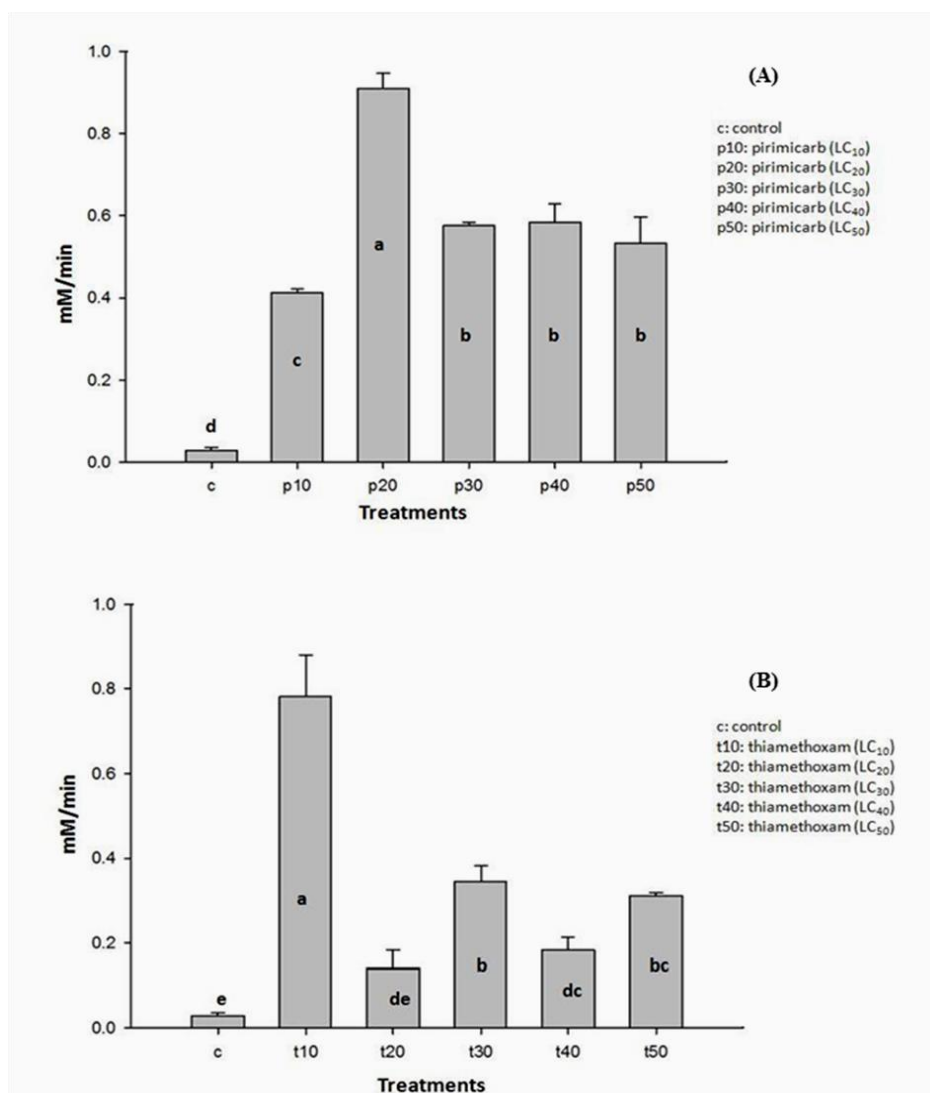 (A)
1.0
0.8
0.6
0.4
0.2
0.0
mM/min
d
c
a
b
b
b
c p10 p20 p30 p40 p50
Treatments
c: control
p10: pirimicarb (LC10)
p20: pirimicarb (LC20)
p30: pirimicarb (LC30)
p40: pirimicarb (LC40)
p50: pirimicarb (LC50)
(B)
1.0
0.8
0.6
0.4
0.2
0.0
mM/min
e
a
de
b
dc
bc
c t10 t20 t30 t40 t50
Treatments
c: control
t10: thiamethoxam (LC10)
t20: thiamethoxam (LC20)
t30: thiamethoxam (LC30)
t40: thiamethoxam (LC40)
t50: thiamethoxam (LC50)